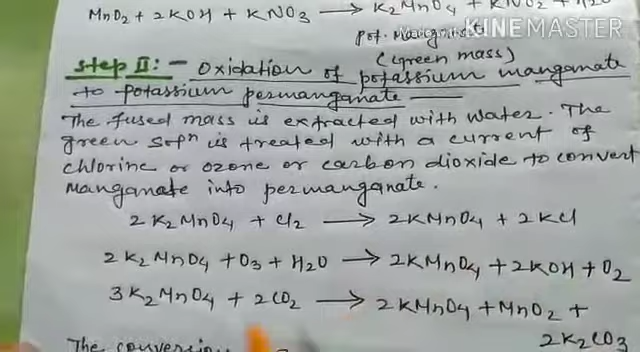 MnO2 + 2KOH + KNO3 → K2MnO4 + KNO2 + H2O
pot. Manganate
(green mass)
KINEMASTER
Step II: - Oxidation of potassium manganate
to potassium permanganate
The fused mass is extracted with water. The
green solⁿ is treated with a current of
chlorine or ozone or carbon dioxide to convert
Manganate into permanganate.
2K2MnO4 + Cl2 → 2KMnO4 + 2KCl
2K2MnO4 + O3 + H2O → 2KMnO4 + 2KOH + O2
3K2MnO4 + 2CO2 → 2KMnO4 + MnO2 +
2K2CO3
The conversion